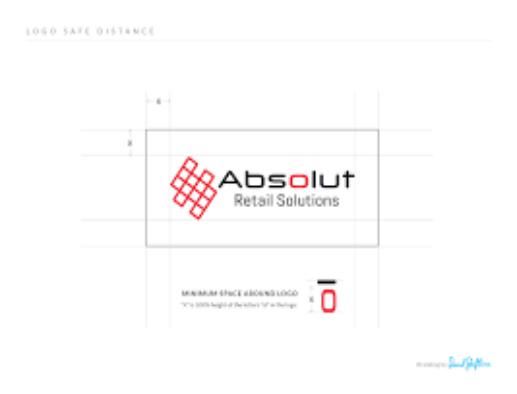 LOGO SAFE DISTANCE
X
X
Absolut
Retail Solutions
MINIMUM SPACE AROUND LOGO
X